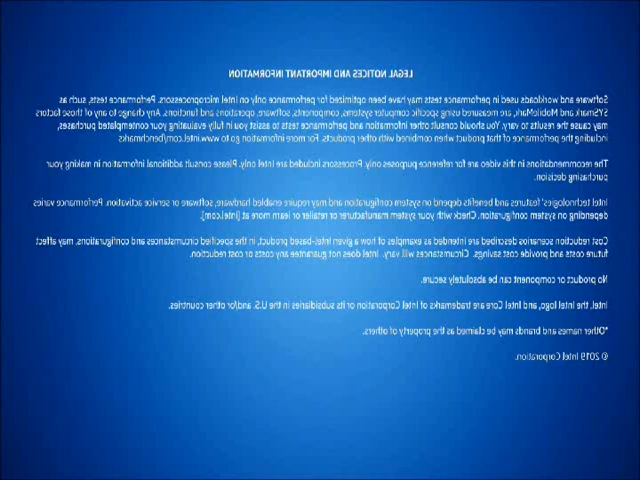 LEGAL NOTICES AND IMPORTANT INFORMATION
Software and workloads used in performance tests may have been optimized for performance only on Intel microprocessors. Performance tests, such as
SYSmark and MobileMark, are measured using specific computer systems, components, software, operations and functions. Any change to any of those factors
may cause the results to vary. You should consult other information and performance tests to assist you in fully evaluating your contemplated purchases,
including the performance of that product when combined with other products. For more information go to www.intel.com/benchmarks
The recommendations in this video are for reference purposes only. Processors included are Intel only. Please consult additional information in making your
purchasing decision.
Intel technologies' features and benefits depend on system configuration and may require enabled hardware, software or service activation. Performance varies
depending on system configuration. Check with your system manufacturer or retailer or learn more at [intel.com].
Cost reduction scenarios described are intended as examples of how a given Intel-based product, in the specified circumstances and configurations, may affect
future costs and provide cost savings. Circumstances will vary. Intel does not guarantee any costs or cost reduction.
No product or component can be absolutely secure.
Intel, the Intel logo, and Intel Core are trademarks of Intel Corporation or its subsidiaries in the U.S. and/or other countries.
*Other names and brands may be claimed as the property of others.
© 2019 Intel Corporation.